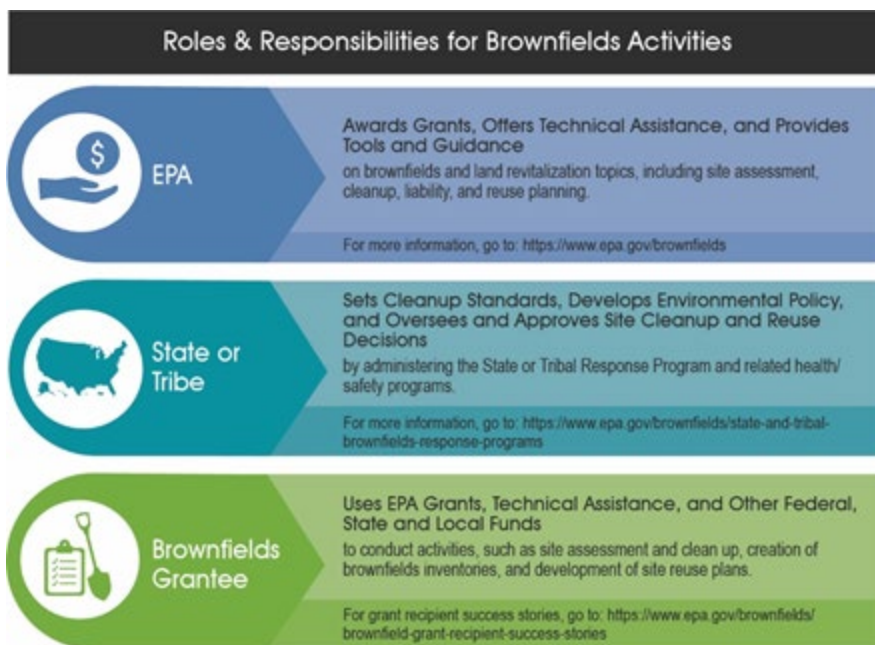 Roles & Responsibilities for Brownfields Activities
EPA
Awards Grants, Offers Technical Assistance, and Provides
Tools and Guidance
on brownfields and land revitalization topics, including site assessment,
cleanup, liability, and reuse planning.
For more information, go to: https://www.epa.gov/brownfields
State or
Tribe
Sets Cleanup Standards, Develops Environmental Policy,
and Oversees and Approves Site Cleanup and Reuse
Decisions
by administering the State or Tribal Response Program and related health/
safety programs.
For more information, go to: https://www.epa.gov/brownfields/state-and-tribal-
brownfields-response-programs
Brownfields
Grantee
Uses EPA Grants, Technical Assistance, and Other Federal,
State and Local Funds
to conduct activities, such as site assessment and clean up, creation of
brownfields inventories, and development of site reuse plans.
For grant recipient success stories, go to: https://www.epa.gov/brownfields/
brownfield-grant-recipient-success-stories